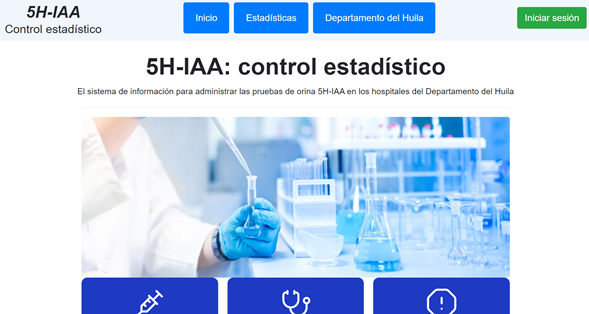 5H-IAA
Control estadístico
Inicio
Estadísticas
Departamento del Huila
Iniciar sesión
5H-IAA: control estadístico
El sistema de información para administrar las pruebas de orina 5H-IAA en los hospitales del Departamento del Huila